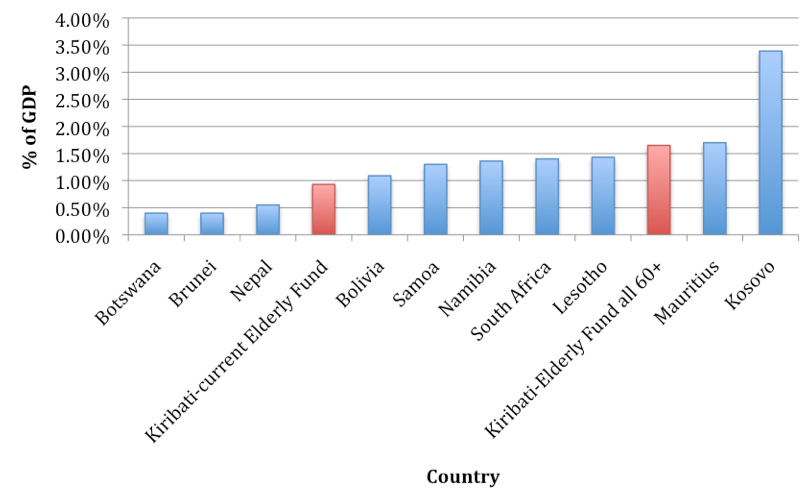 4.00%
3.50%
3.00%
2.50%
2.00%
1.50%
1.00%
0.50%
0.00%
% of GDP
Botswana
Brunei
Nepal
Kiribati-current Elderly Fund
Bolivia
Samoa
Namibia
South Africa
Lesotho
Kiribati-Elderly Fund all 60+
Mauritius
Kosovo
Country